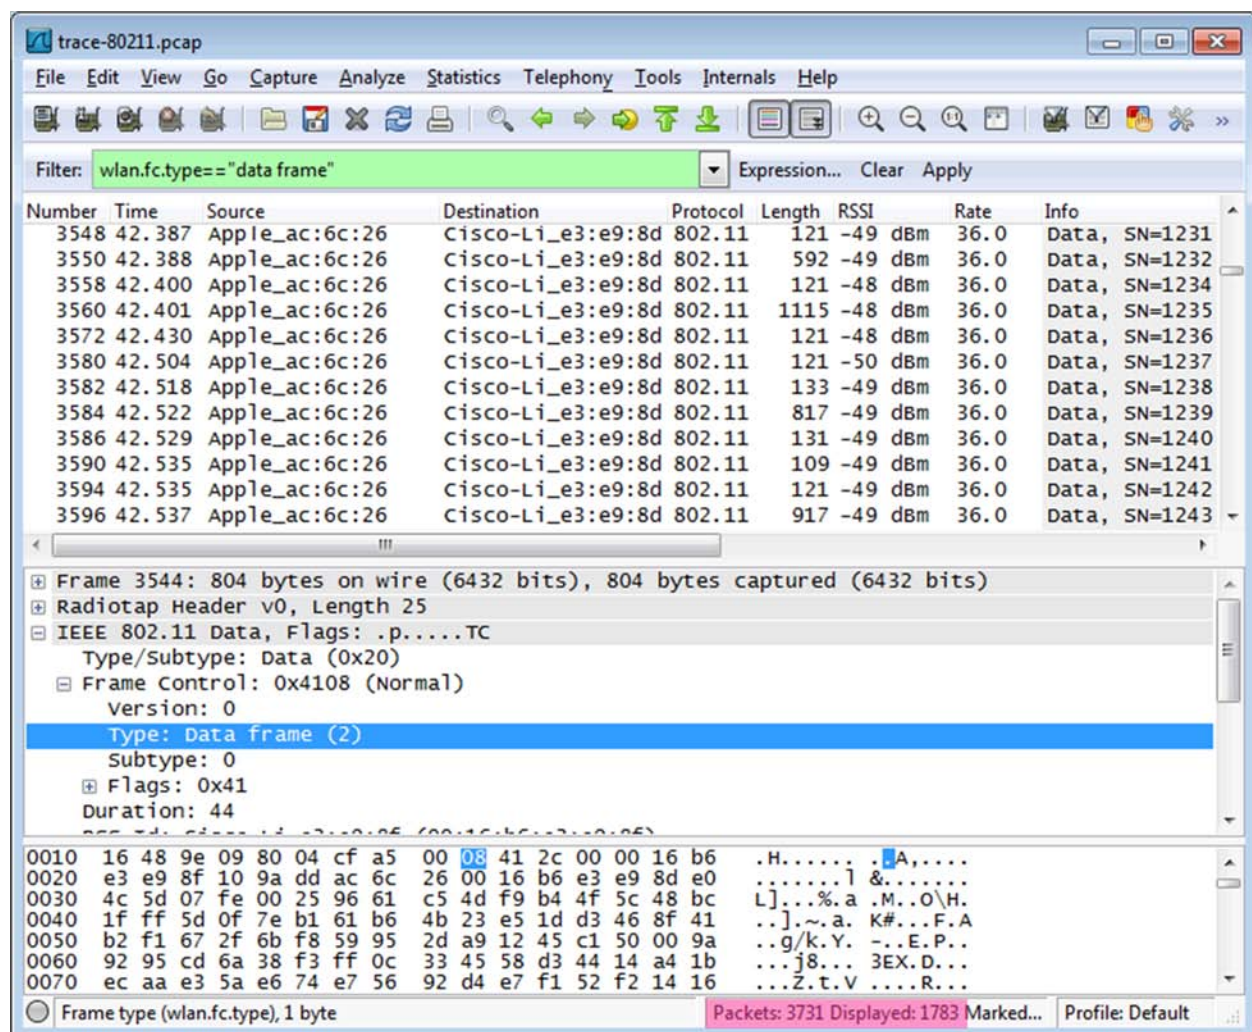 trace-80211.pcap
File Edit View Go Capture Analyze Statistics Telephony Tools Internals Help
Filter: wlan.fc.type=="data frame" Expression... Clear Apply
Number Time Source Destination Protocol Length RSSI Rate Info
3548 42.387 Apple_ac:6c:26 Cisco-Li_e3:e9:8d 802.11 121 -49 dBm 36.0 Data, SN=1231
3550 42.388 Apple_ac:6c:26 Cisco-Li_e3:e9:8d 802.11 592 -49 dBm 36.0 Data, SN=1232
3558 42.400 Apple_ac:6c:26 Cisco-Li_e3:e9:8d 802.11 121 -48 dBm 36.0 Data, SN=1234
3560 42.401 Apple_ac:6c:26 Cisco-Li_e3:e9:8d 802.11 1115 -48 dBm 36.0 Data, SN=1235
3572 42.430 Apple_ac:6c:26 Cisco-Li_e3:e9:8d 802.11 121 -48 dBm 36.0 Data, SN=1236
3580 42.504 Apple_ac:6c:26 Cisco-Li_e3:e9:8d 802.11 121 -50 dBm 36.0 Data, SN=1237
3582 42.518 Apple_ac:6c:26 Cisco-Li_e3:e9:8d 802.11 133 -49 dBm 36.0 Data, SN=1238
3584 42.522 Apple_ac:6c:26 Cisco-Li_e3:e9:8d 802.11 817 -49 dBm 36.0 Data, SN=1239
3586 42.529 Apple_ac:6c:26 Cisco-Li_e3:e9:8d 802.11 131 -49 dBm 36.0 Data, SN=1240
3590 42.535 Apple_ac:6c:26 Cisco-Li_e3:e9:8d 802.11 109 -49 dBm 36.0 Data, SN=1241
3594 42.535 Apple_ac:6c:26 Cisco-Li_e3:e9:8d 802.11 121 -49 dBm 36.0 Data, SN=1242
3596 42.537 Apple_ac:6c:26 Cisco-Li_e3:e9:8d 802.11 917 -49 dBm 36.0 Data, SN=1243
Frame 3544: 804 bytes on wire (6432 bits), 804 bytes captured (6432 bits)
Radiotap Header v0, Length 25
IEEE 802.11 Data, Flags: .p.....TC
Type/Subtype: Data (0x20)
Frame Control: 0x4108 (Normal)
Version: 0
Type: Data frame (2)
Subtype: 0
Flags: 0x41
Duration: 44
0010 16 48 9e 09 80 04 cf a5 00 08 41 2c 00 00 16 b6 .H...... ..A,....
0020 e3 e9 8f 10 9a dd ac 6c 26 00 16 b6 e3 e9 8d e0 .......l &.......
0030 4c 5d 07 fe 00 25 96 61 c5 4d f9 b4 4f 5c 48 bc L]...%.a .M..O\H.
0040 1f ff 5d 0f 7e b1 61 b6 4b 23 e5 1d d3 46 8f 41 ..].~.a. K#...F.A
0050 b2 f1 67 2f 6b f8 59 95 2d a9 12 45 c1 50 00 9a ..g/k.Y. -..E.P..
0060 92 95 cd 6a 38 f3 ff 0c 33 45 58 d3 44 14 a4 1b ...j8... 3EX.D...
0070 ec aa e3 5a e6 74 e7 56 92 d4 e7 f1 52 f2 14 16 ...Z.t.V ....R...
Frame type (wlan.fc.type), 1 byte Packets: 3731 Displayed: 1783 Marked... Profile: Default